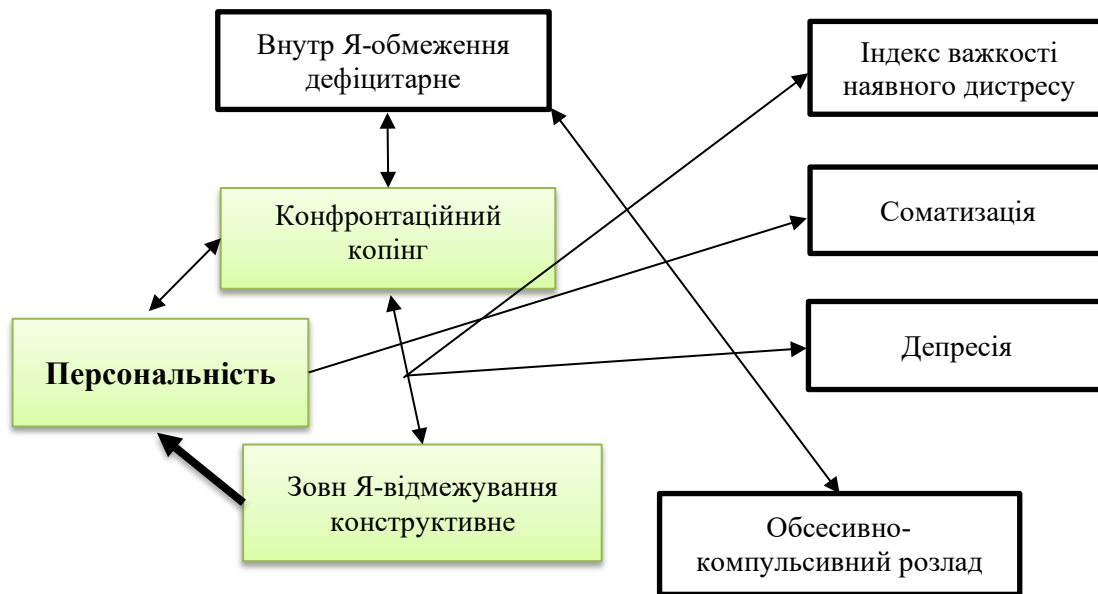 Внутр Я-обмеження
дефіцитарне
Індекс важкості
наявного дистресу
Конфронтаційний
копінг
Соматизація
Персональність
Депресія
Зовн Я-відмежування
конструктивне
Обсесивно-
компульсивний розлад